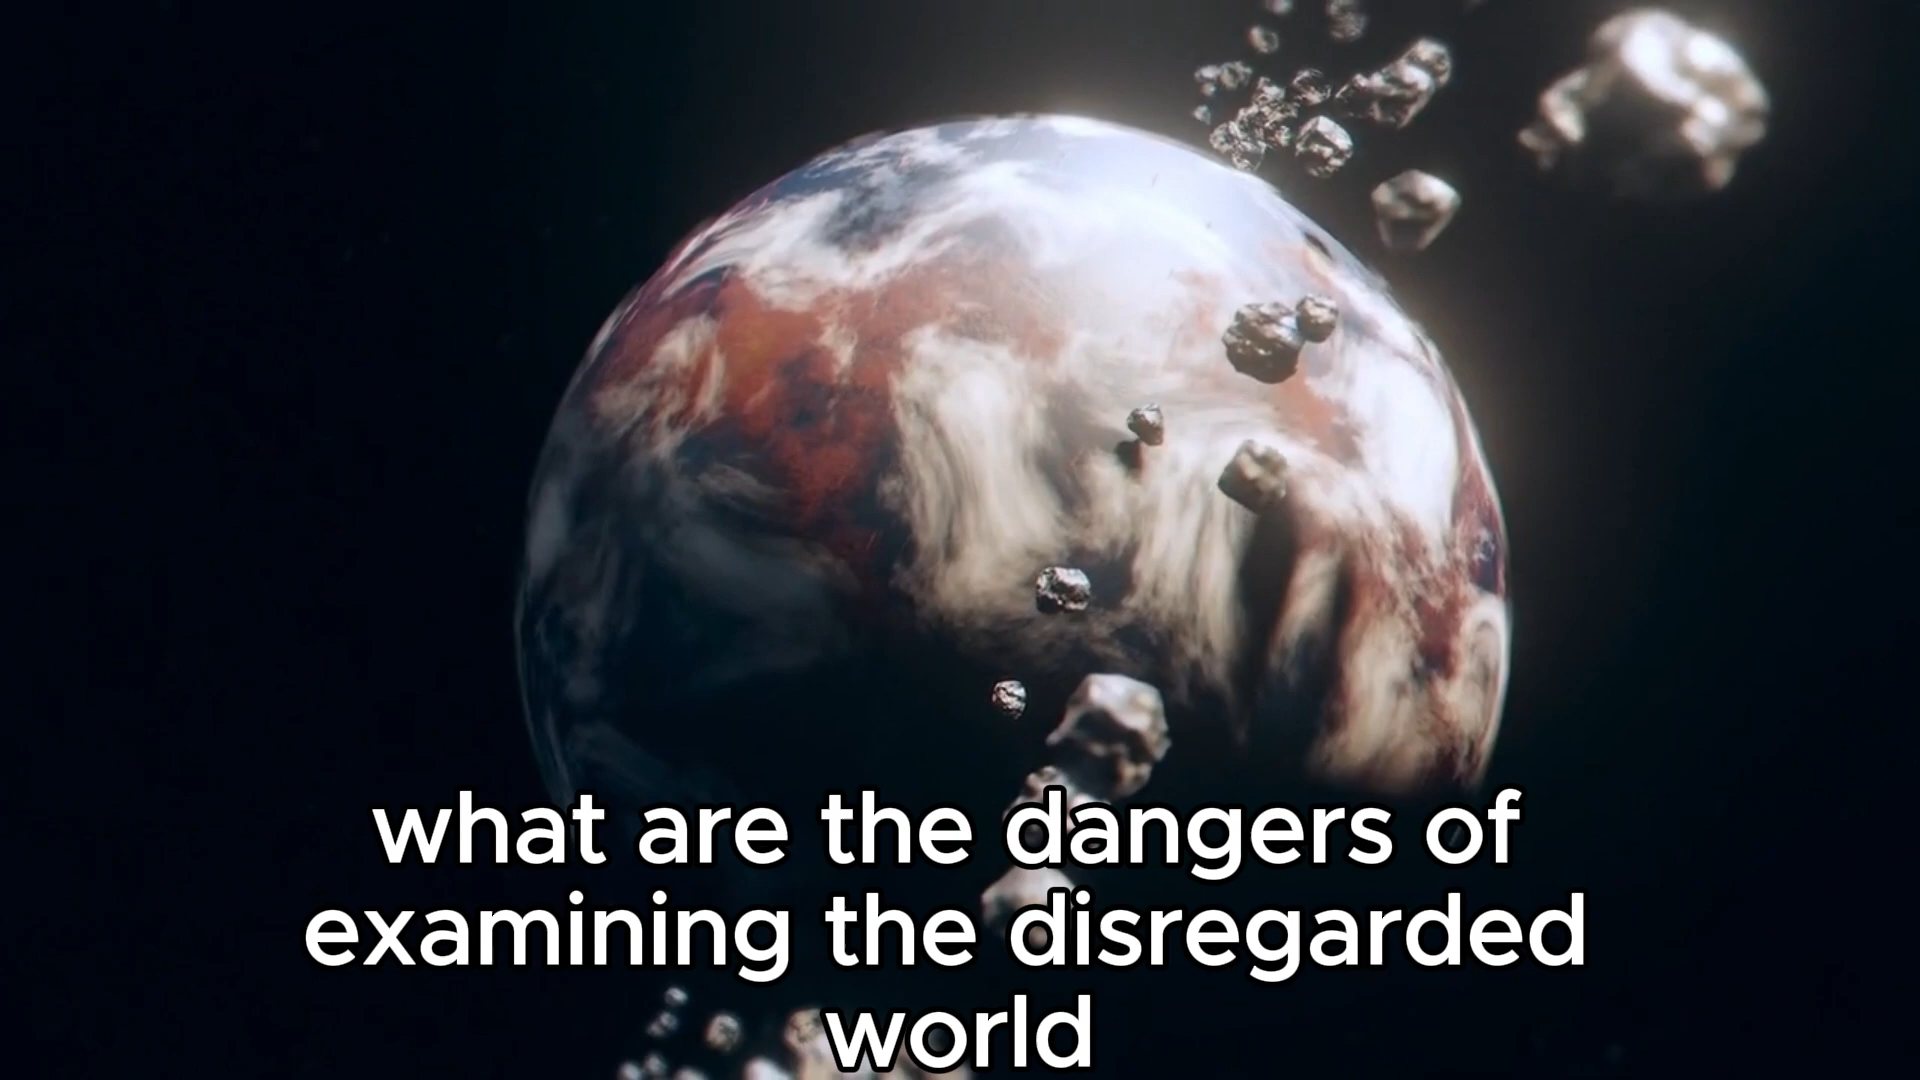 what are the dangers of
examining the disregarded
world